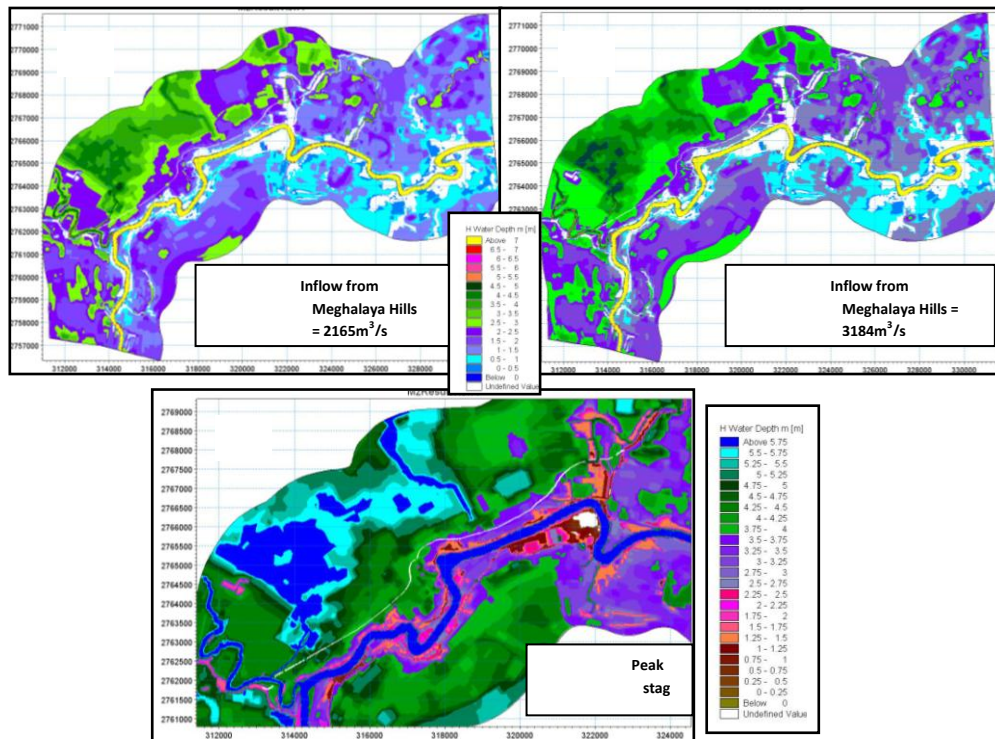 2771000
2770000
2769000
2768000
2767000
2766000
2765000
2764000
2763000
2762000
2761000
2760000
2759000
2758000
2757000
312000 314000 316000 318000 320000 322000 324000 326000 328000
Inflow from
Meghalaya Hills
= 2165m³/s
2771000
2770000
2769000
2768000
2767000
2766000
2765000
2764000
2763000
2762000
2761000
2760000
2759000
2758000
2757000
312000 314000 316000 318000 320000 322000 324000 326000 328000 330000
Inflow from
Meghalaya Hills =
3184m³/s
H Water Depth m [m]
Above 7
6.5 - 7
6 - 6.5
5.5 - 6
5 - 5.5
4.5 - 5
4 - 4.5
3.5 - 4
3 - 3.5
2.5 - 3
2 - 2.5
1.5 - 2
1 - 1.5
0.5 - 1
0 - 0.5
Below 0
Undefined Value
2769000
2768500
2768000
2767500
2767000
2766500
2766000
2765500
2765000
2764500
2764000
2763500
2763000
2762500
2762000
2761500
2761000
312000 314000 316000 318000 320000 322000 324000
Peak
stag
H Water Depth m [m]
Above 5.75
5.5 - 5.75
5.25 - 5.5
5 - 5.25
4.75 - 5
4.5 - 4.75
4.25 - 4.5
4 - 4.25
3.75 - 4
3.5 - 3.75
3.25 - 3.5
3 - 3.25
2.75 - 3
2.5 - 2.75
2.25 - 2.5
2 - 2.25
1.75 - 2
1.5 - 1.75
1.25 - 1.5
1 - 1.25
0.75 - 1
0.5 - 0.75
0.25 - 0.5
0 - 0.25
Below 0
Undefined Value